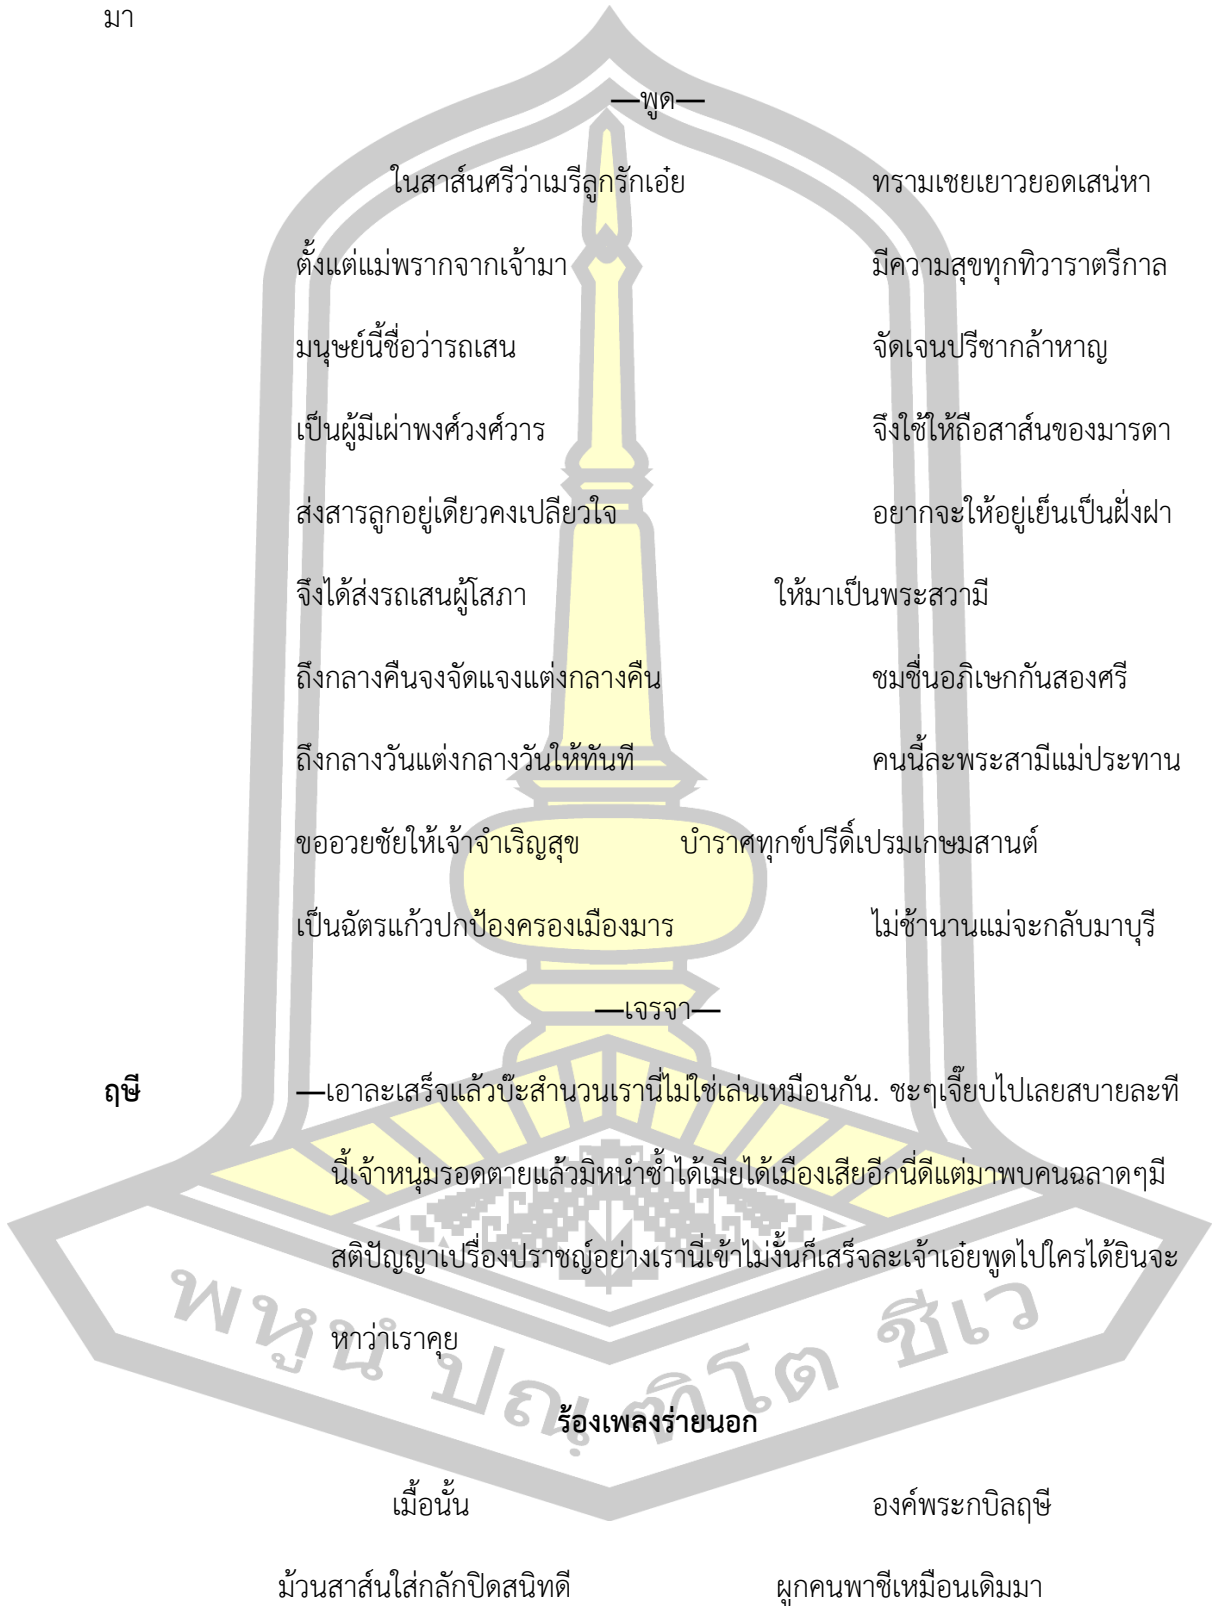 มา
—พูด—
ในสาส์นศรีว่าเมรีลูกรักเอ๋ย ทรามเชยเยาวยอดเสน่หา
ตั้งแต่แม่พรากจากเจ้ามา มีความสุขทุกทิวาราตรีกาล
มนุษย์นี้ชื่อว่ารถเสน จัดเจนปรีชากล้าหาญ
เป็นผู้มีเผ่าพงศ์วงศ์วาร จึงใช้ให้ถือสาส์นของมารดา
ส่งสารลูกอยู่เดียวคงเปลียวใจ อยากจะให้อยู่เย็นเป็นฝั่งฝา
จึงได้ส่งรถเสนผู้โสภา ให้มาเป็นพระสวามี
ถึงกลางคืนจงจัดแจงแต่งกลางคืน ชมชื่นอภิเษกกันสองศรี
ถึงกลางวันแต่งกลางวันให้ทันที คนนี้ละพระสามีแม่ประทาน
ขออวยชัยให้เจ้าจำเริญสุข บำราศทุกข์ปรีดิ์เปรมเกษมสานต์
เป็นฉัตรแก้วปกป้องครองเมืองมาร ไม่ช้านานแม่จะกลับมาบุรี
—เจรจา—
ฤษี —เอาละเสร็จแล้วบ๊ะสำนวนเรานี่ไม่ใช่เล่นเหมือนกัน. ชะๆเจี๊ยบไปเลยสบายละที
นี้เจ้าหนุ่มรอดตายแล้วมิหนำซ้ำได้เมียได้เมืองเสียอีกนี่ดีแต่มาพบคนฉลาดๆมี
สติปัญญาเปรื่องปราชญ์อย่างเรานี่เข้าไม่งั้นก็เสร็จละเจ้าเอ๋ยพูดไปใครได้ยินจะ
หาว่าเราคุย
พหูนํ ปณฺฑิโต ชีเว
ร้องเพลงร่ายนอก
เมื้อนั้น องค์พระกบิลฤษี
ม้วนสาส์นใส่กลักปิดสนิทดี ผูกคนพาชีเหมือนเดิมมา